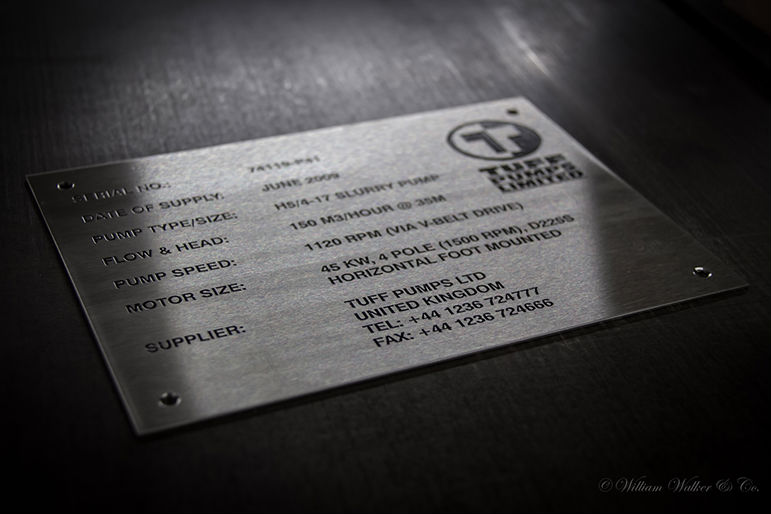 TUFF
PUMPS
LIMITED
SERIAL NO.: 74119-P#1
DATE OF SUPPLY: JUNE 2009
PUMP TYPE/SIZE: H5/4-17 SLURRY PUMP
FLOW & HEAD: 150 M3/HOUR @ 35M
PUMP SPEED: 1120 RPM (VIA V-BELT DRIVE)
MOTOR SIZE: 45 KW, 4 POLE (1500 RPM), D225S
HORIZONTAL FOOT MOUNTED
SUPPLIER: TUFF PUMPS LTD
UNITED KINGDOM
TEL: +44 1236 724777
FAX: +44 1236 724666
© William Walker & Co.